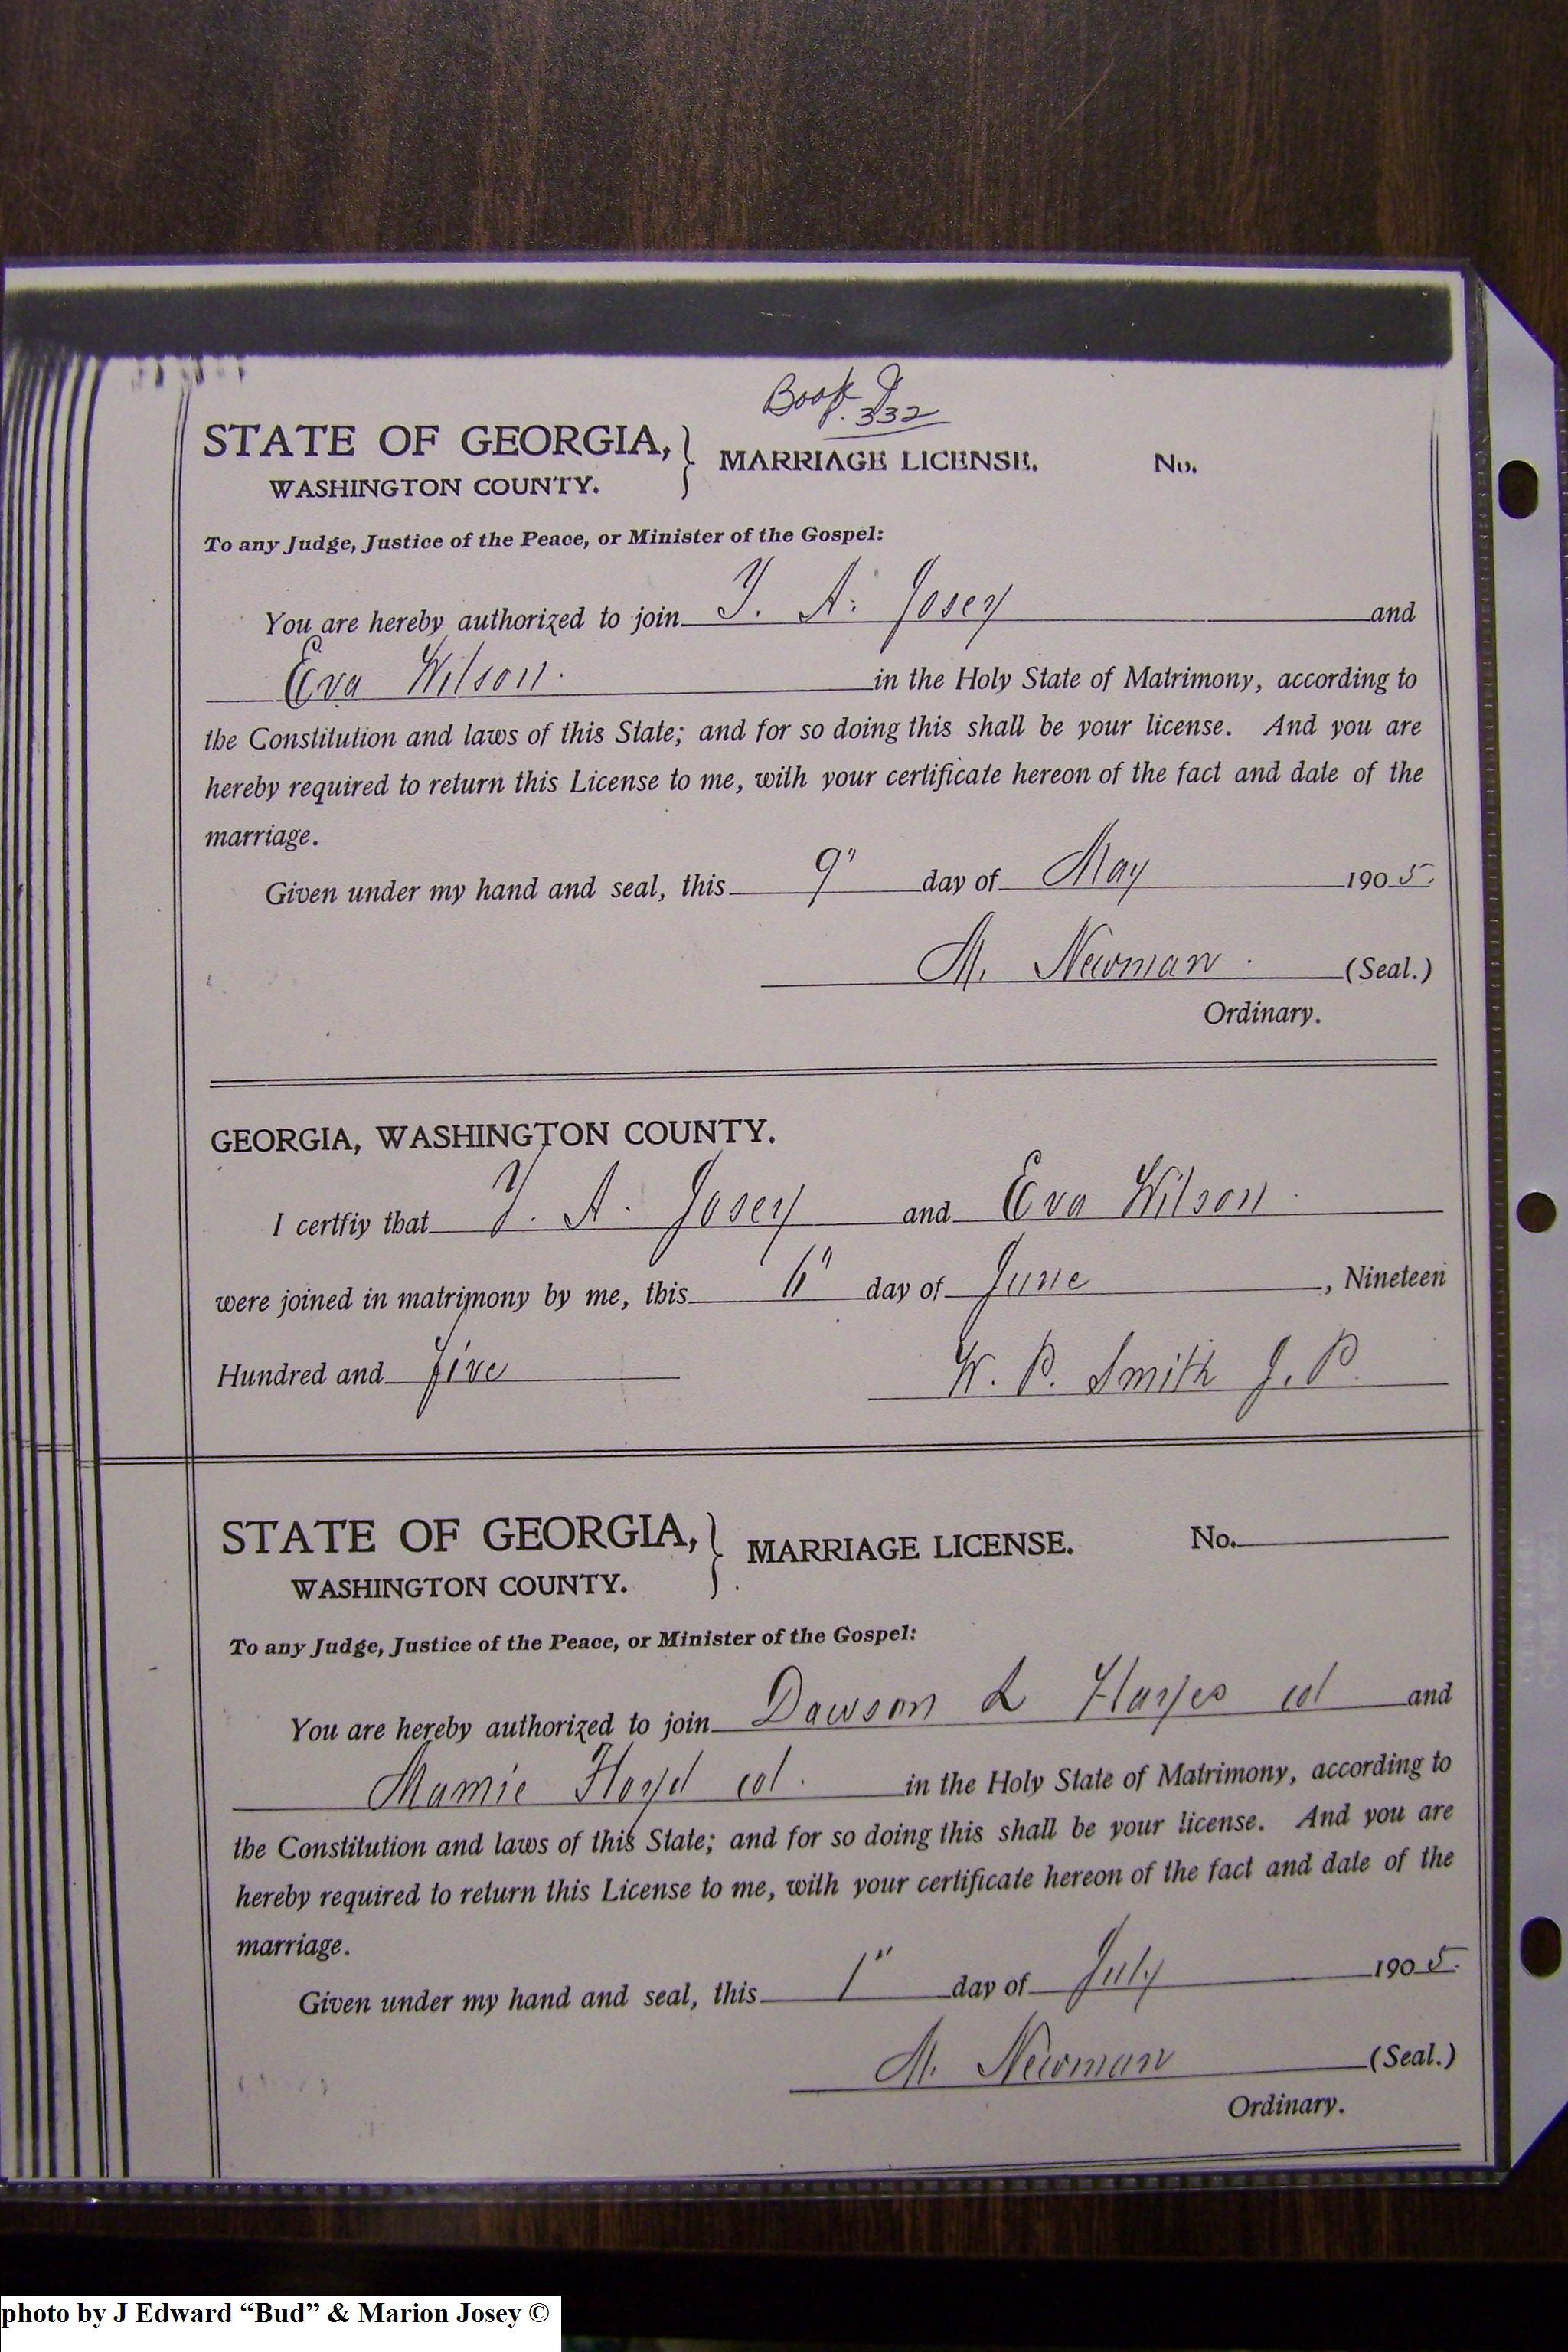 Book
P. 332
STATE OF GEORGIA, } MARRIAGE LICENSE. No.
WASHINGTON COUNTY.
To any Judge, Justice of the Peace, or Minister of the Gospel:
You are hereby authorized to join A. Josey and
Eva Wilson. in the Holy State of Matrimony, according to
the Constitution and laws of this State; and for so doing this shall be your license. And you are
hereby required to return this License to me, with your certificate hereon of the fact and date of the
marriage.
Given under my hand and seal, this 9" day of May 1905.
M. Newman. (Seal.)
Ordinary.
GEORGIA, WASHINGTON COUNTY.
I certfiy that A. Josey and Eva Wilson.
were joined in matrimony by me, this 6" day of June, Nineteen
Hundred and five W. P. Smith J. P.
STATE OF GEORGIA, } MARRIAGE LICENSE. No.
WASHINGTON COUNTY.
To any Judge, Justice of the Peace, or Minister of the Gospel:
You are hereby authorized to join Dawson L Hayes col and
Mamie Floyd col. in the Holy State of Matrimony, according to
the Constitution and laws of this State; and for so doing this shall be your license. And you are
hereby required to return this License to me, with your certificate hereon of the fact and date of the
marriage.
Given under my hand and seal, this 1" day of July 1905.
M. Newman (Seal.)
Ordinary.
photo by J Edward “Bud” & Marion Josey ©